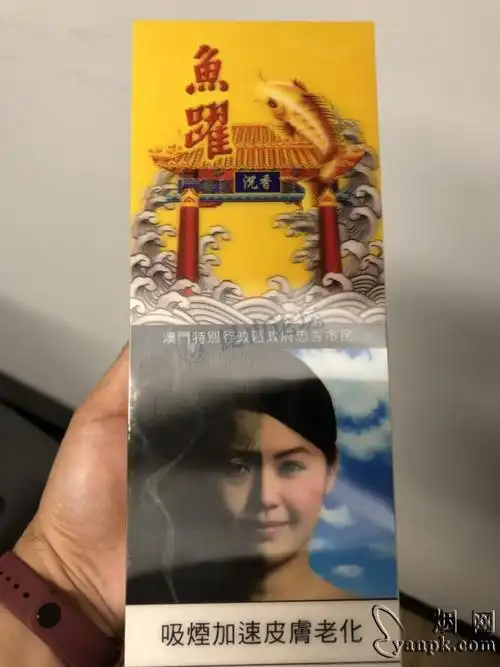 魚
躍
沉香
澳門特別行政區政府忠告市民
吸煙加速皮膚老化
烟网
yanpk.com